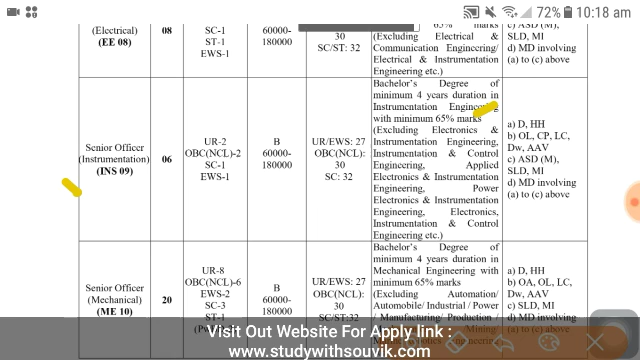 72% 10:18 am
(Electrical)
(EE 08)
08
SC-1
ST-1
EWS-1
60000-
180000
30
SC/ST: 32
65% marks
(Excluding Electrical &
Communication Engineering/
Electrical & Instrumentation
Engineering etc.)
c) ASD (M),
SLD, MI
d) MD involving
(a) to (c) above
Senior Officer
(Instrumentation)
(INS 09)
06
UR-2
OBC(NCL)-2
SC-1
EWS-1
B
60000-
180000
UR/EWS: 27
OBC(NCL):
30
SC: 32
Bachelor's Degree of
minimum 4 years duration in
Instrumentation Engineering
with minimum 65% marks
(Excluding Electronics &
Instrumentation Engineering,
Instrumentation & Control
Engineering, Applied
Electronics & Instrumentation
Engineering, Power
Electronics & Instrumentation
Engineering, Electronics,
Instrumentation & Control
Engineering etc.)
a) D, HH
b) OL, CP, LC,
Dw, AAV
c) ASD (M),
SLD, MI
d) MD involving
(a) to (c) above
Senior Officer
(Mechanical)
(ME 10)
20
UR-8
OBC(NCL)-6
EWS-2
SC-3
ST-1
B
60000-
180000
UR/EWS: 27
OBC(NCL):
30
SC/ST:32
Bachelor's Degree of
minimum 4 years duration in
Mechanical Engineering with
minimum 65% marks
(Excluding Automation/
Automobile/ Industrial / Power
/ Manufacturing/ Production /
Mining/
Engineering
a) D, HH
b) OA, OL, LC,
Dw, AAV
c) SLD, MI
d) MD involving
(a) to (c) above
Visit Out Website For Apply link :
www.studywithsouvik.com